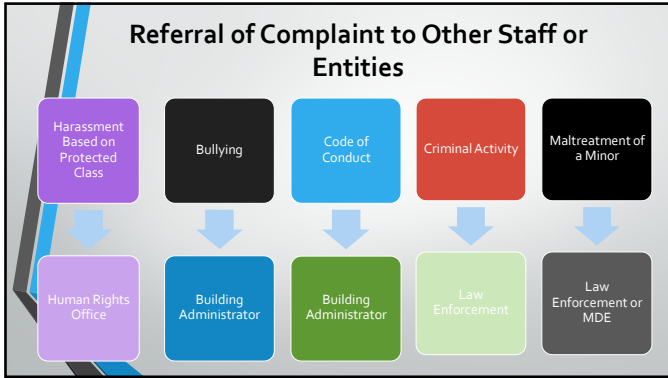 Referral of Complaint to Other Staff or
Entities
Harassment
Based on
Protected
Class
Bullying
Code of
Conduct
Criminal Activity
Maltreatment of
a Minor
Human Rights
Office
Building
Administrator
Building
Administrator
Law
Enforcement
Law
Enforcement or
MDE